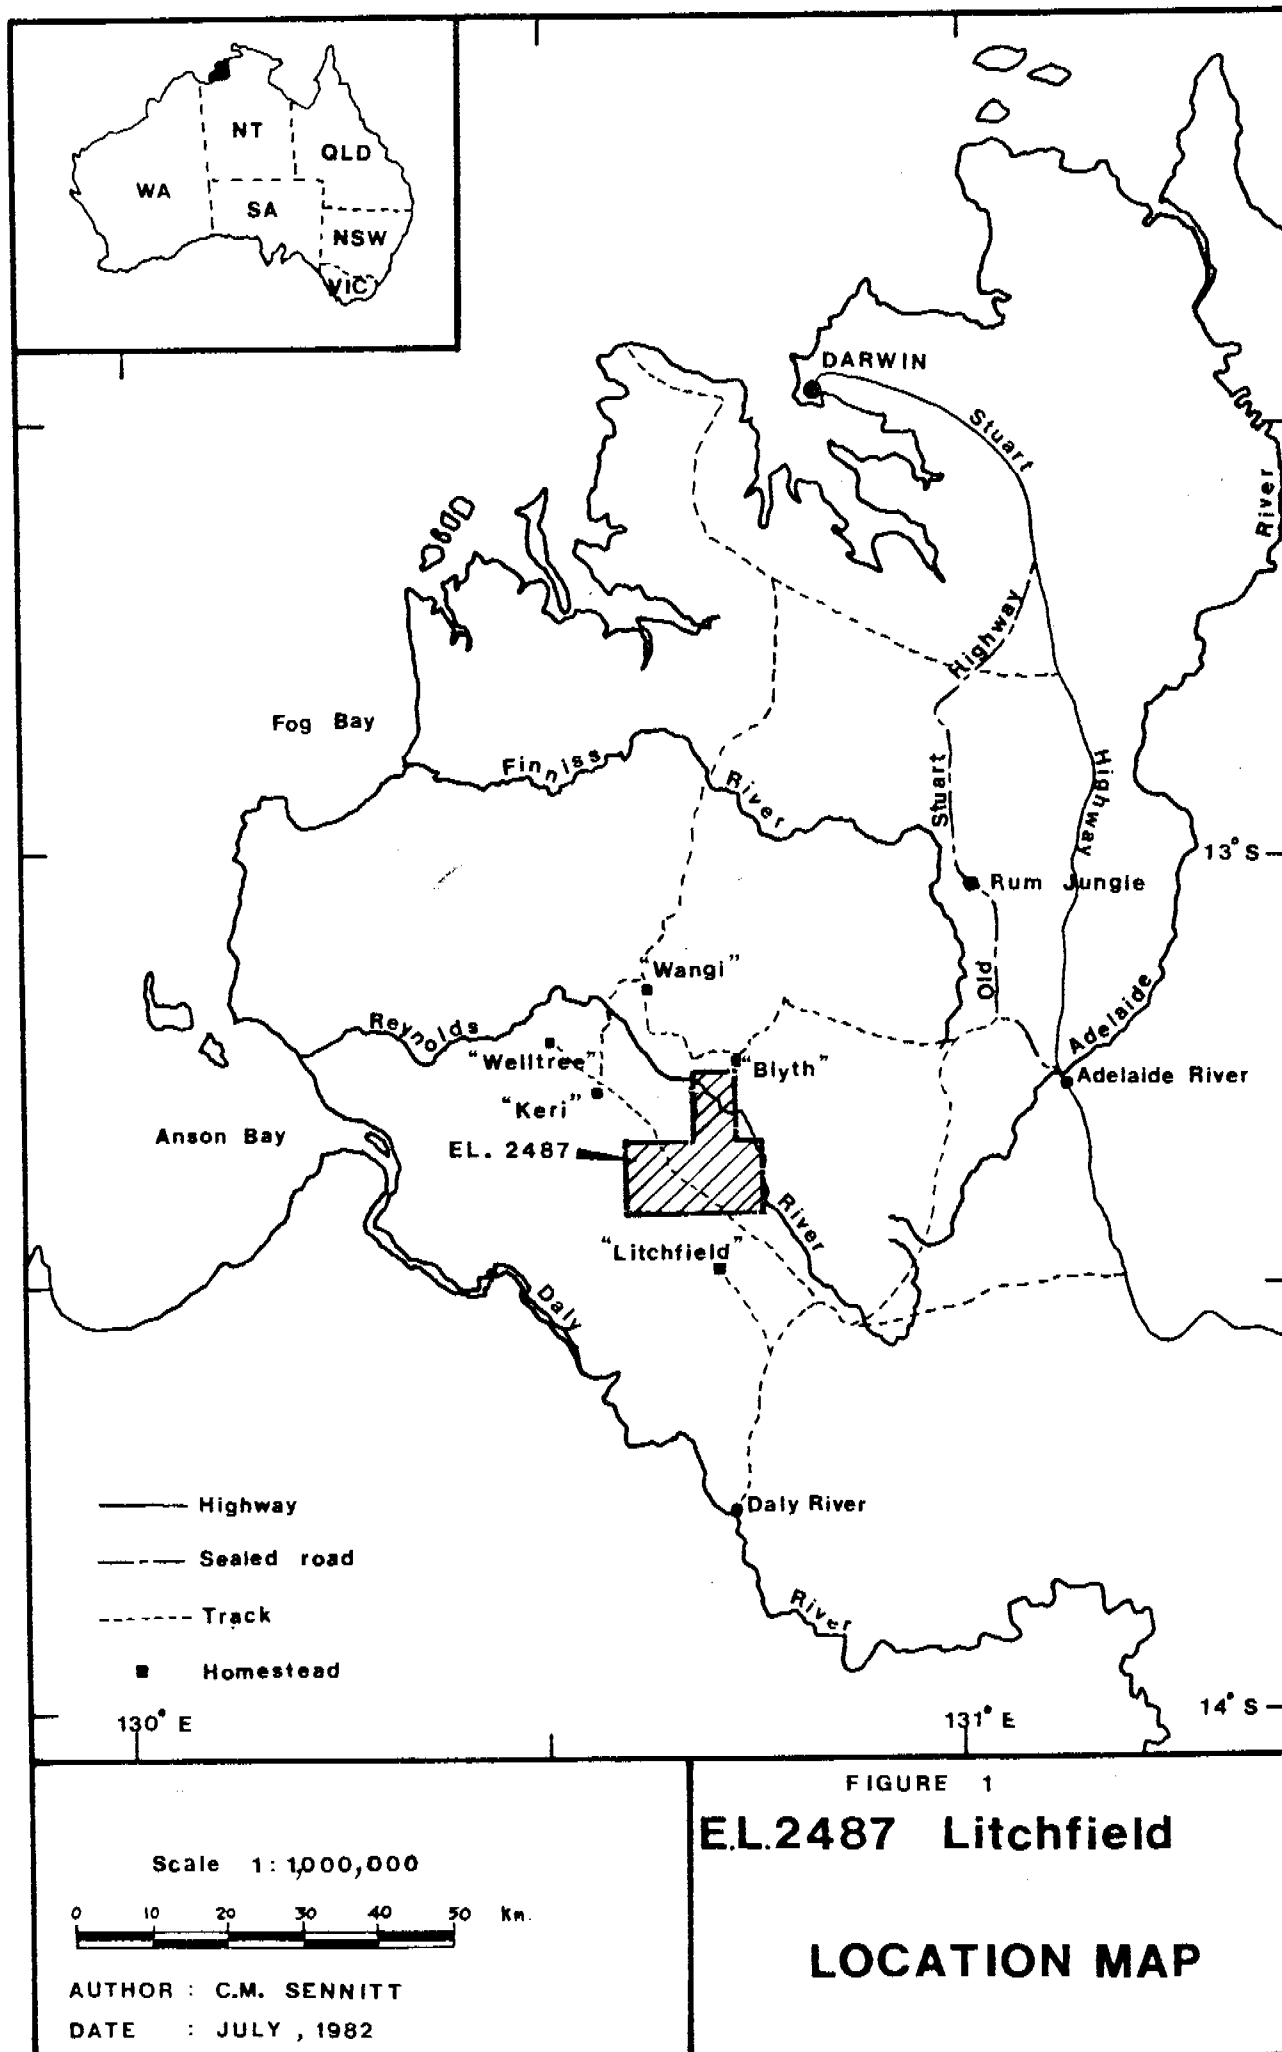 NT
QLD
WA
SA
NSW
VIC
DARWIN
Stuart
River
Highway
Fog Bay
Finniss
River
Stuart
Highway
13° S
Rum Jungle
"Wangi"
Old
Reynolds
Adelaide
"Welltree"
"Blyth"
Adelaide River
"Keri"
Anson Bay
EL. 2487
River
"Litchfield"
Daly
Highway
Daly River
Sealed road
River
Track
Homestead
14° S
130° E
131° E
FIGURE 1
E.L.2487 Litchfield
Scale 1:1,000,000
0 10 20 30 40 50 Km.
LOCATION MAP
AUTHOR : C.M. SENNITT
DATE : JULY , 1982